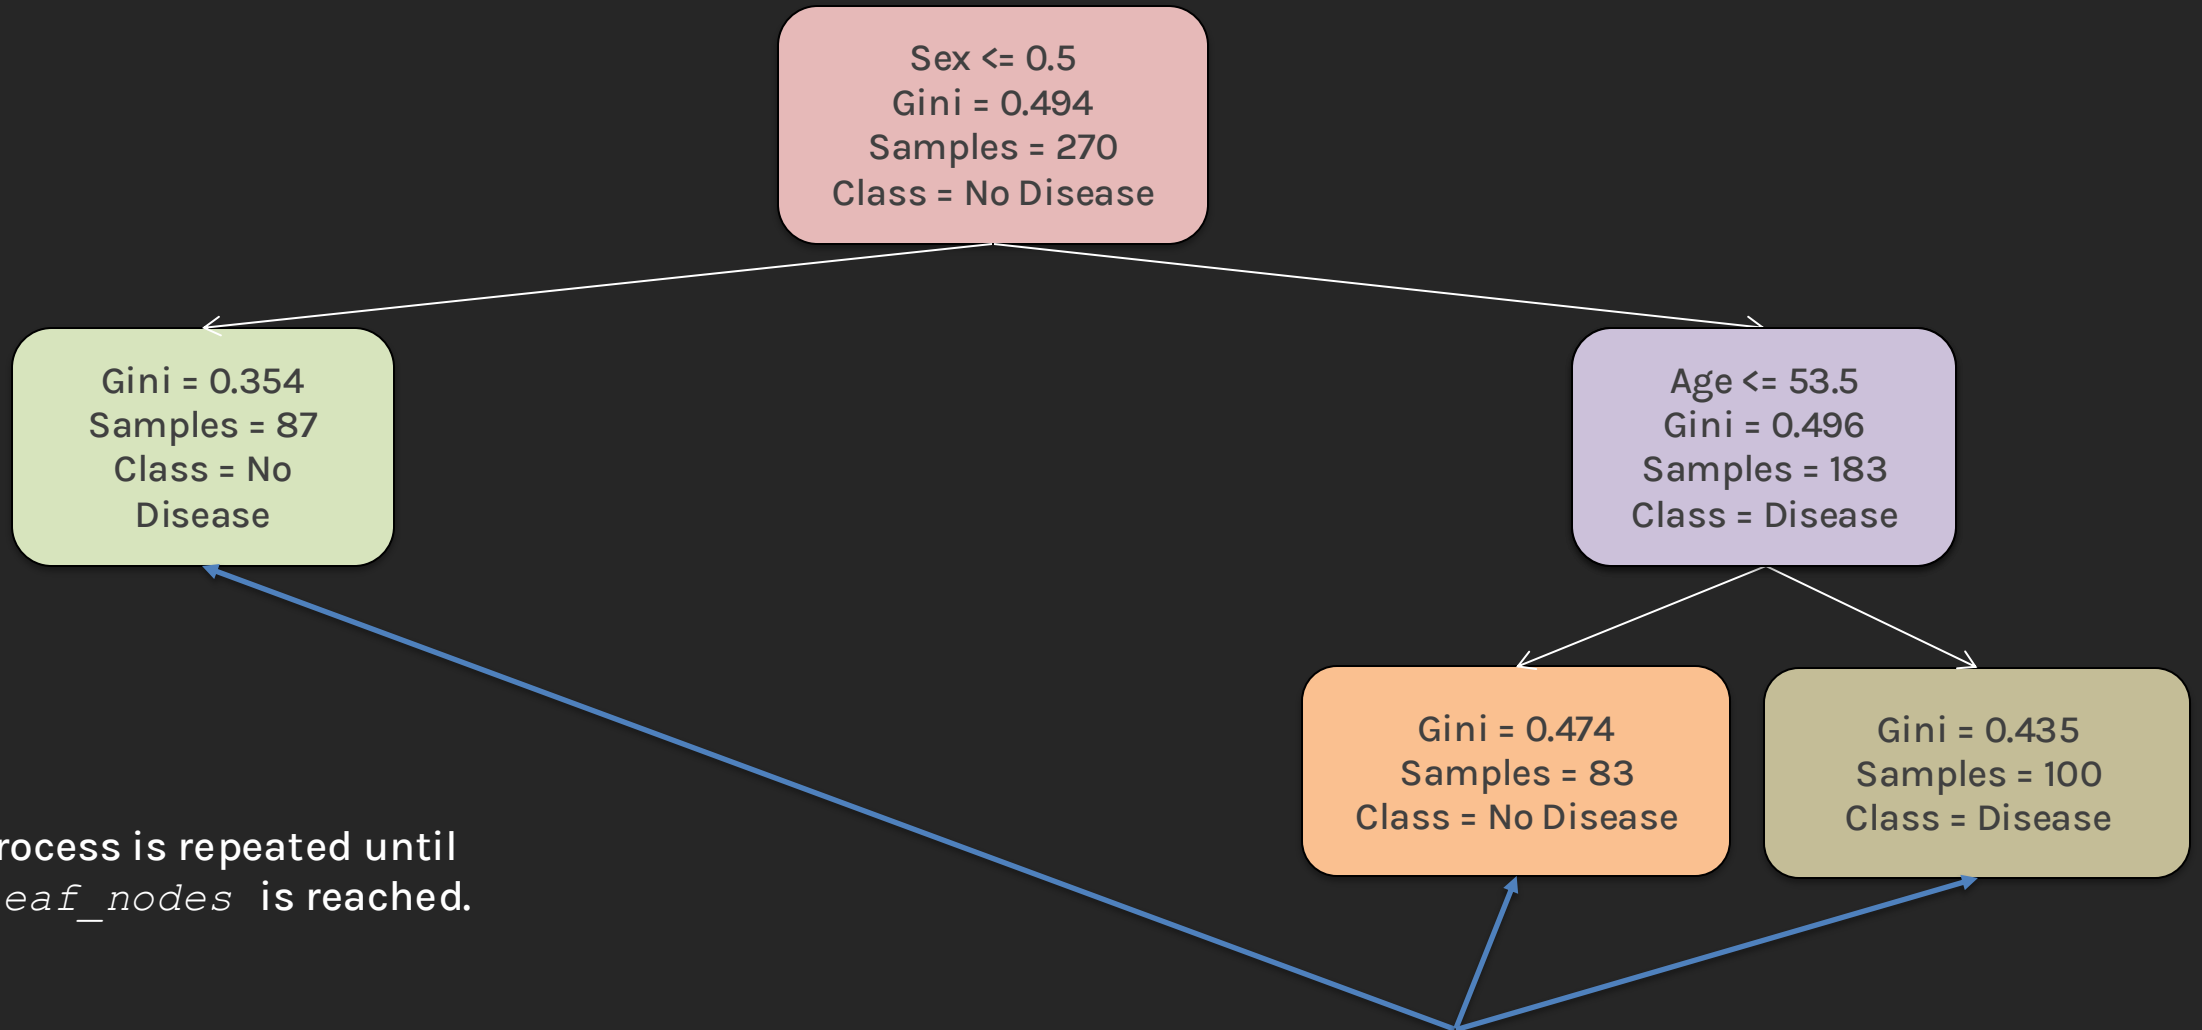 Sex <= 0.5
Gini = 0.494
Samples = 270
Class = No Disease
Gini = 0.354
Samples = 87
Class = No
Disease
Age <= 53.5
Gini = 0.496
Samples = 183
Class = Disease
Gini = 0.474
Samples = 83
Class = No Disease
Gini = 0.435
Samples = 100
Class = Disease
rocess is repeated until
eaf_nodes is reached.